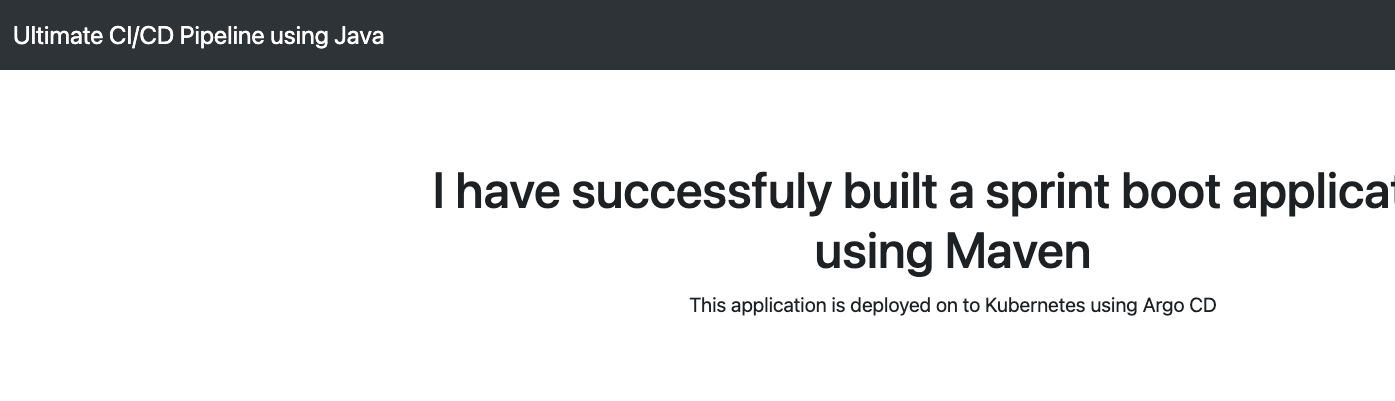 Ultimate CI/CD Pipeline using Java
I have successfuly built a sprint boot applicat
using Maven
This application is deployed on to Kubernetes using Argo CD